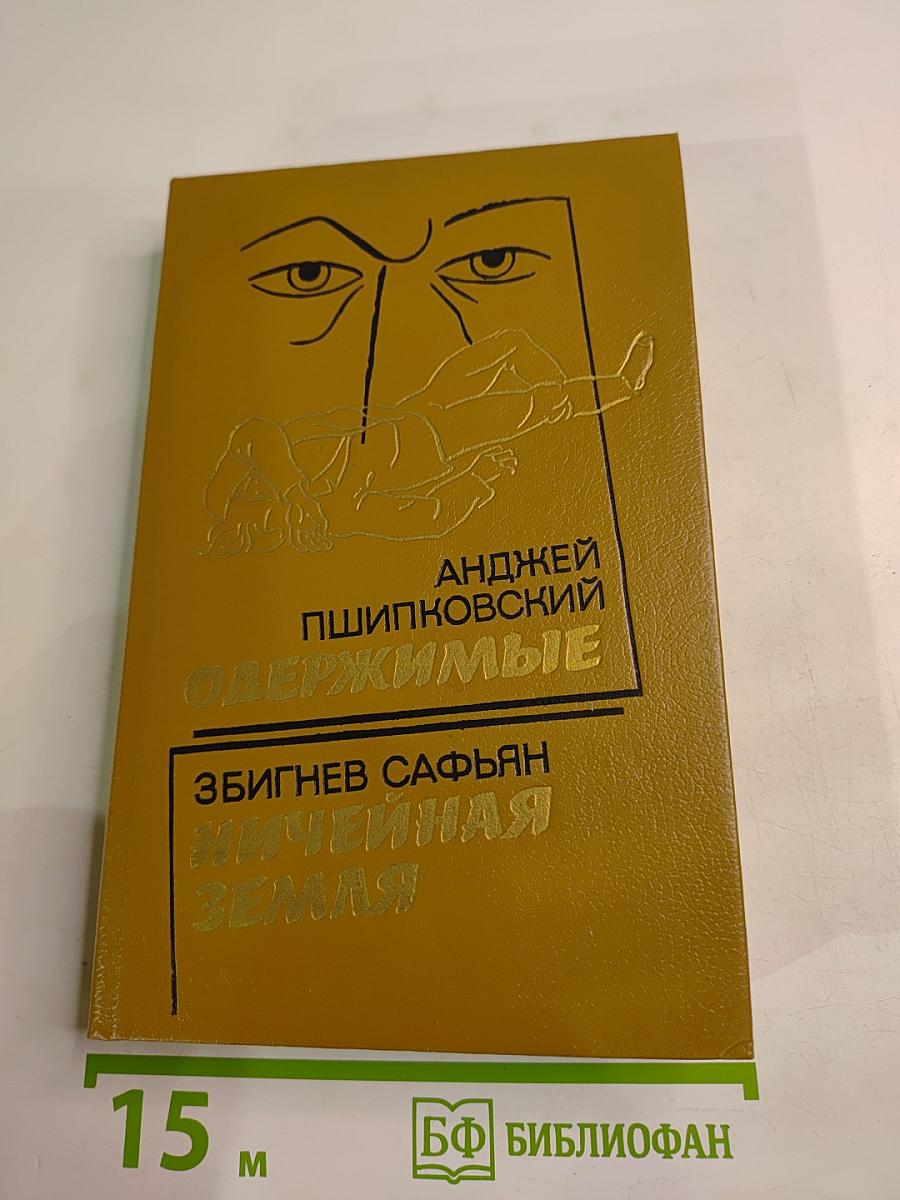 АНДЖЕЙ
ПШИПКОВСКИЙ
ОДЕРЖИМЫЕ
ЗБИГНЕВ САФЬЯН
НИЧЕЙНАЯ
ЗЕМЛЯ
15 м
БФ БИБЛИОФАН